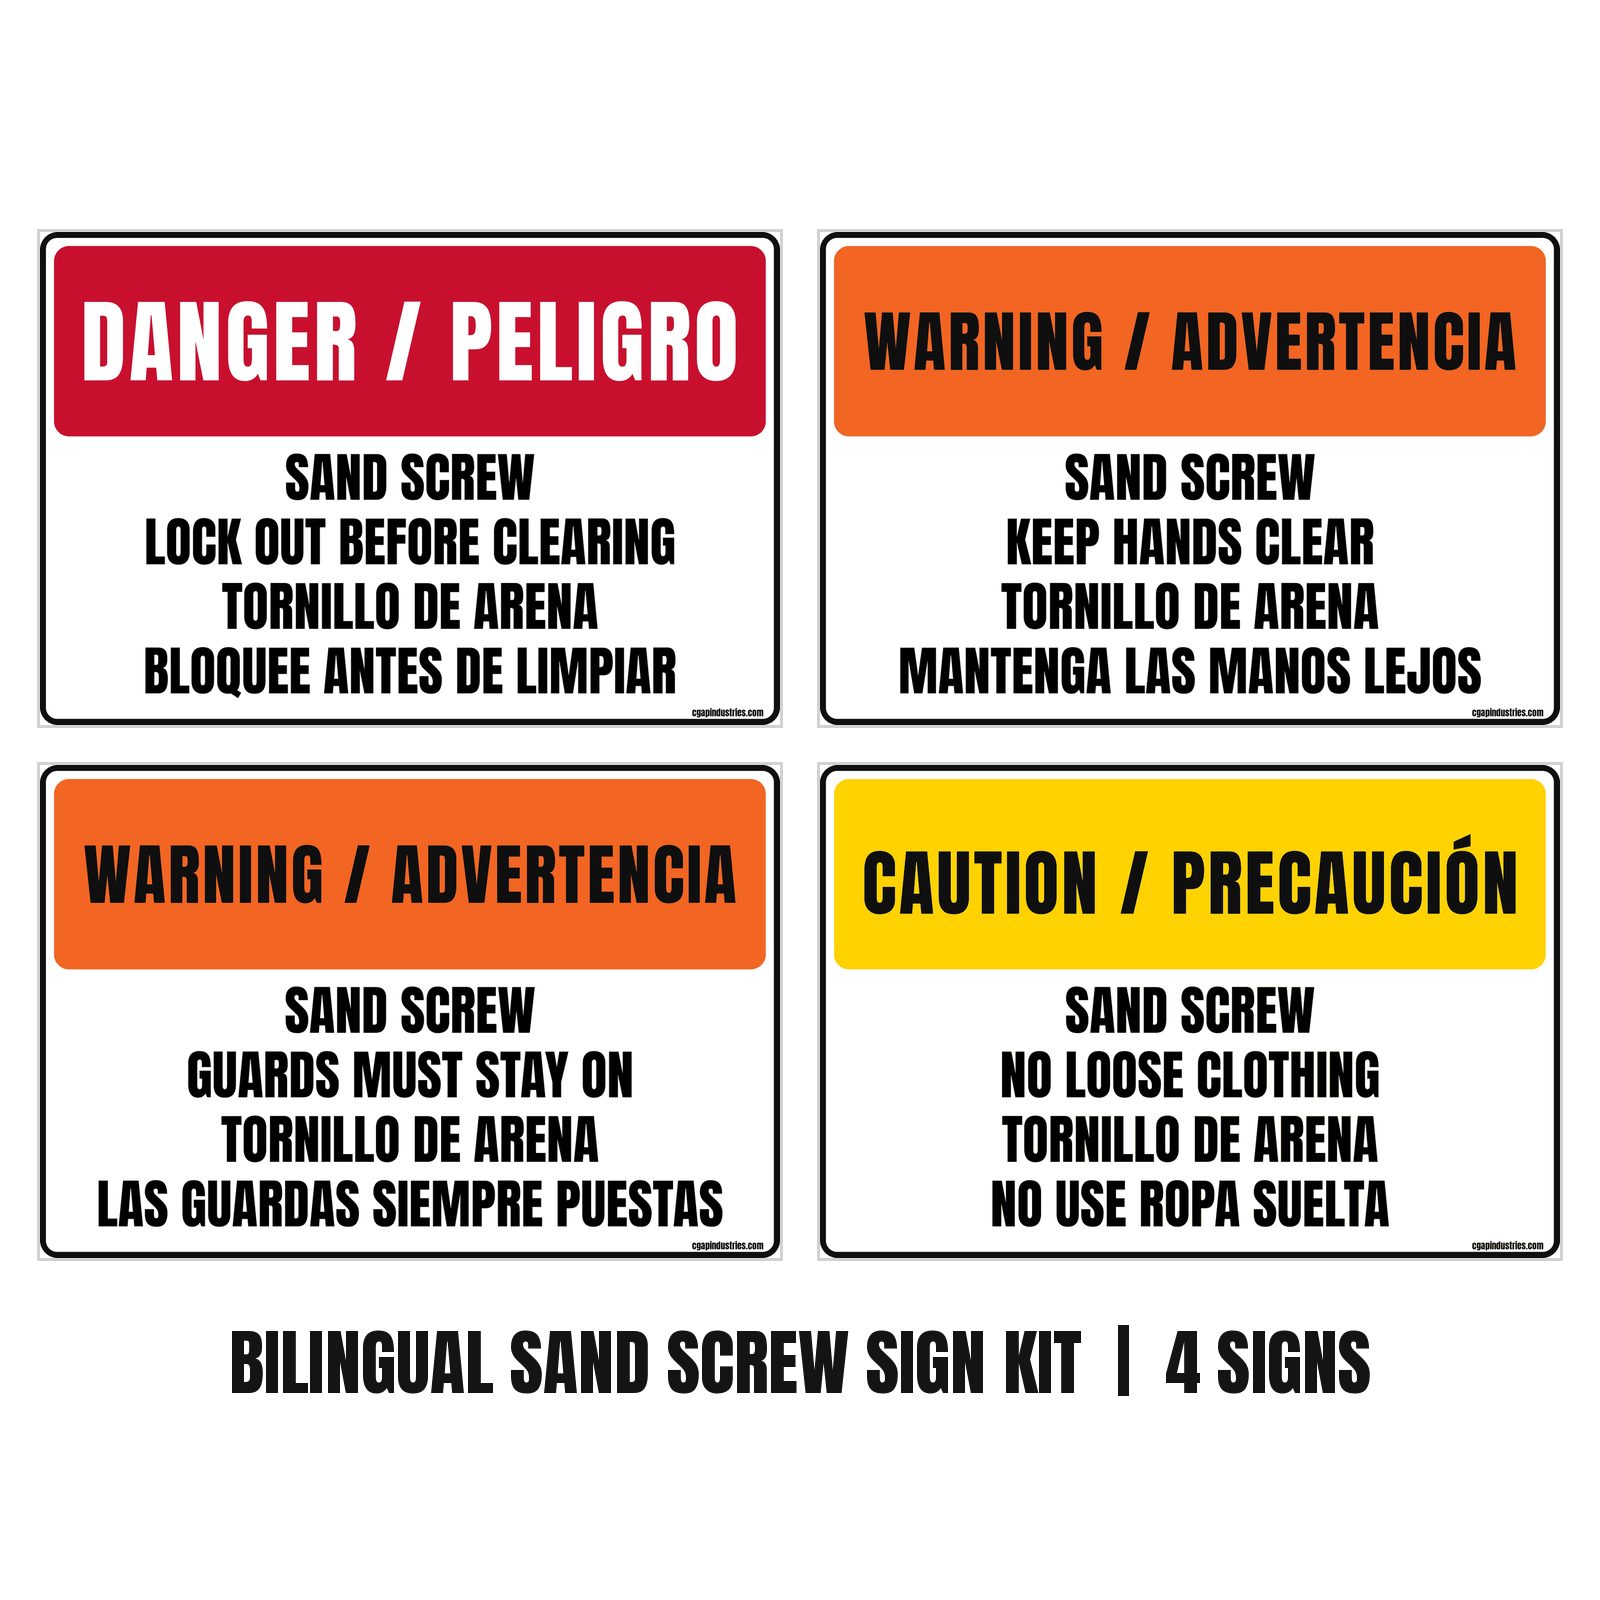 DANGER / PELIGRO
SAND SCREW
LOCK OUT BEFORE CLEARING
TORNILLO DE ARENA
BLOQUEE ANTES DE LIMPIAR
cgapindustries.com
WARNING / ADVERTENCIA
SAND SCREW
KEEP HANDS CLEAR
TORNILLO DE ARENA
MANTENGA LAS MANOS LEJOS
cgapindustries.com
WARNING / ADVERTENCIA
SAND SCREW
GUARDS MUST STAY ON
TORNILLO DE ARENA
LAS GUARDAS SIEMPRE PUESTAS
cgapindustries.com
CAUTION / PRECAUCIÓN
SAND SCREW
NO LOOSE CLOTHING
TORNILLO DE ARENA
NO USE ROPA SUELTA
cgapindustries.com
BILINGUAL SAND SCREW SIGN KIT | 4 SIGNS